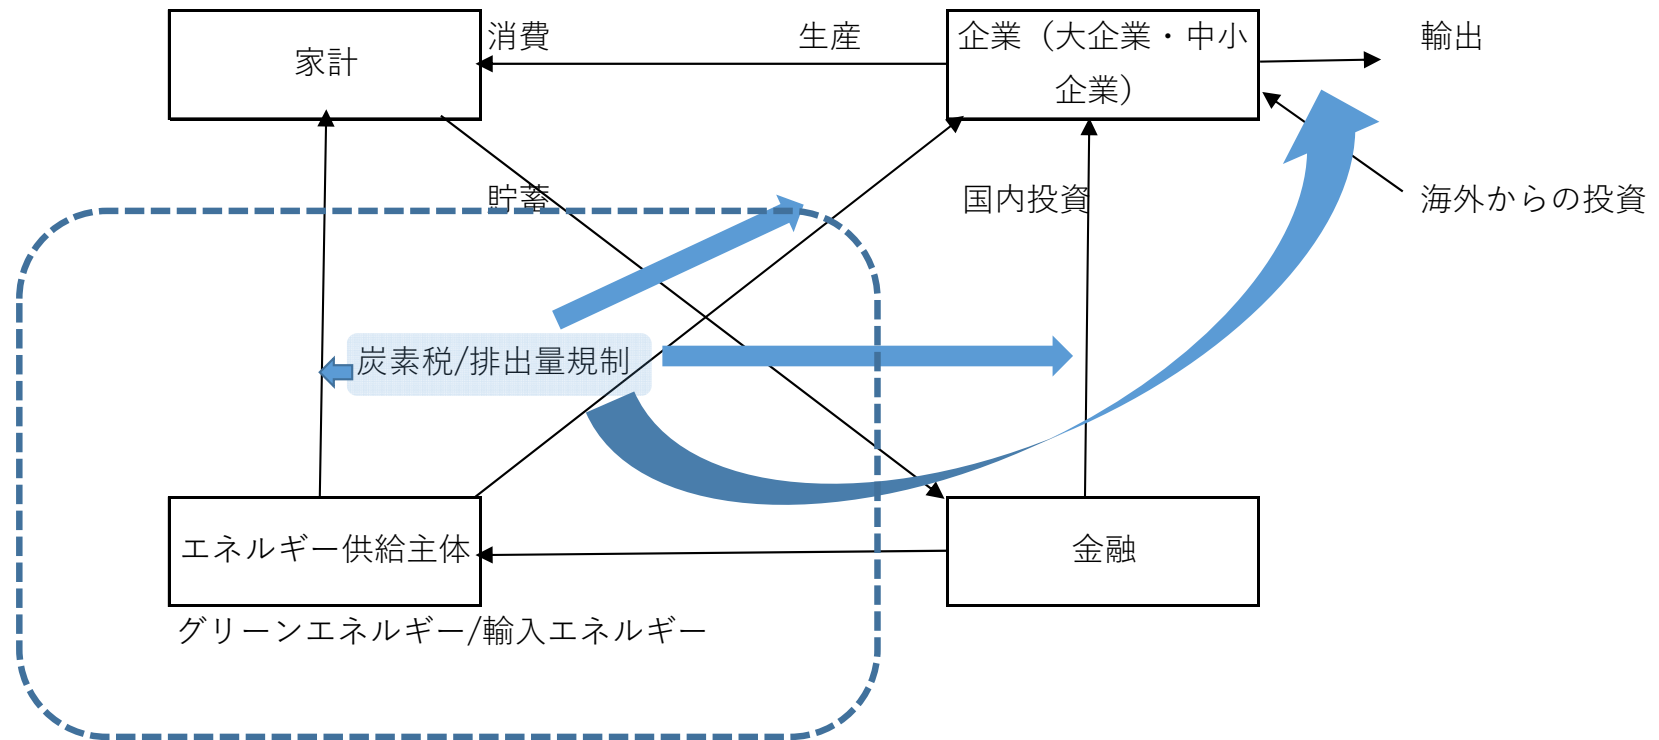 家計
消費
生産
企業（大企業・中小
企業）
輸出
貯蓄
国内投資
海外からの投資
炭素税/排出量規制
エネルギー供給主体
金融
グリーンエネルギー/輸入エネルギー